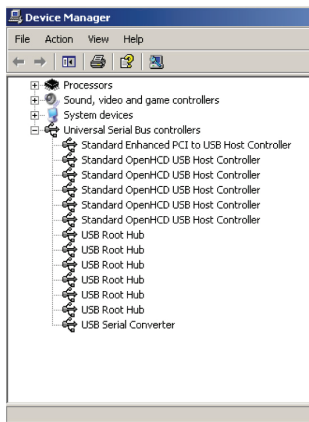 Device Manager
File Action View Help
Processors
Sound, video and game controllers
System devices
Universal Serial Bus controllers
Standard Enhanced PCI to USB Host Controller
Standard OpenHCD USB Host Controller
Standard OpenHCD USB Host Controller
Standard OpenHCD USB Host Controller
Standard OpenHCD USB Host Controller
Standard OpenHCD USB Host Controller
USB Root Hub
USB Root Hub
USB Root Hub
USB Root Hub
USB Root Hub
USB Root Hub
USB Serial Converter